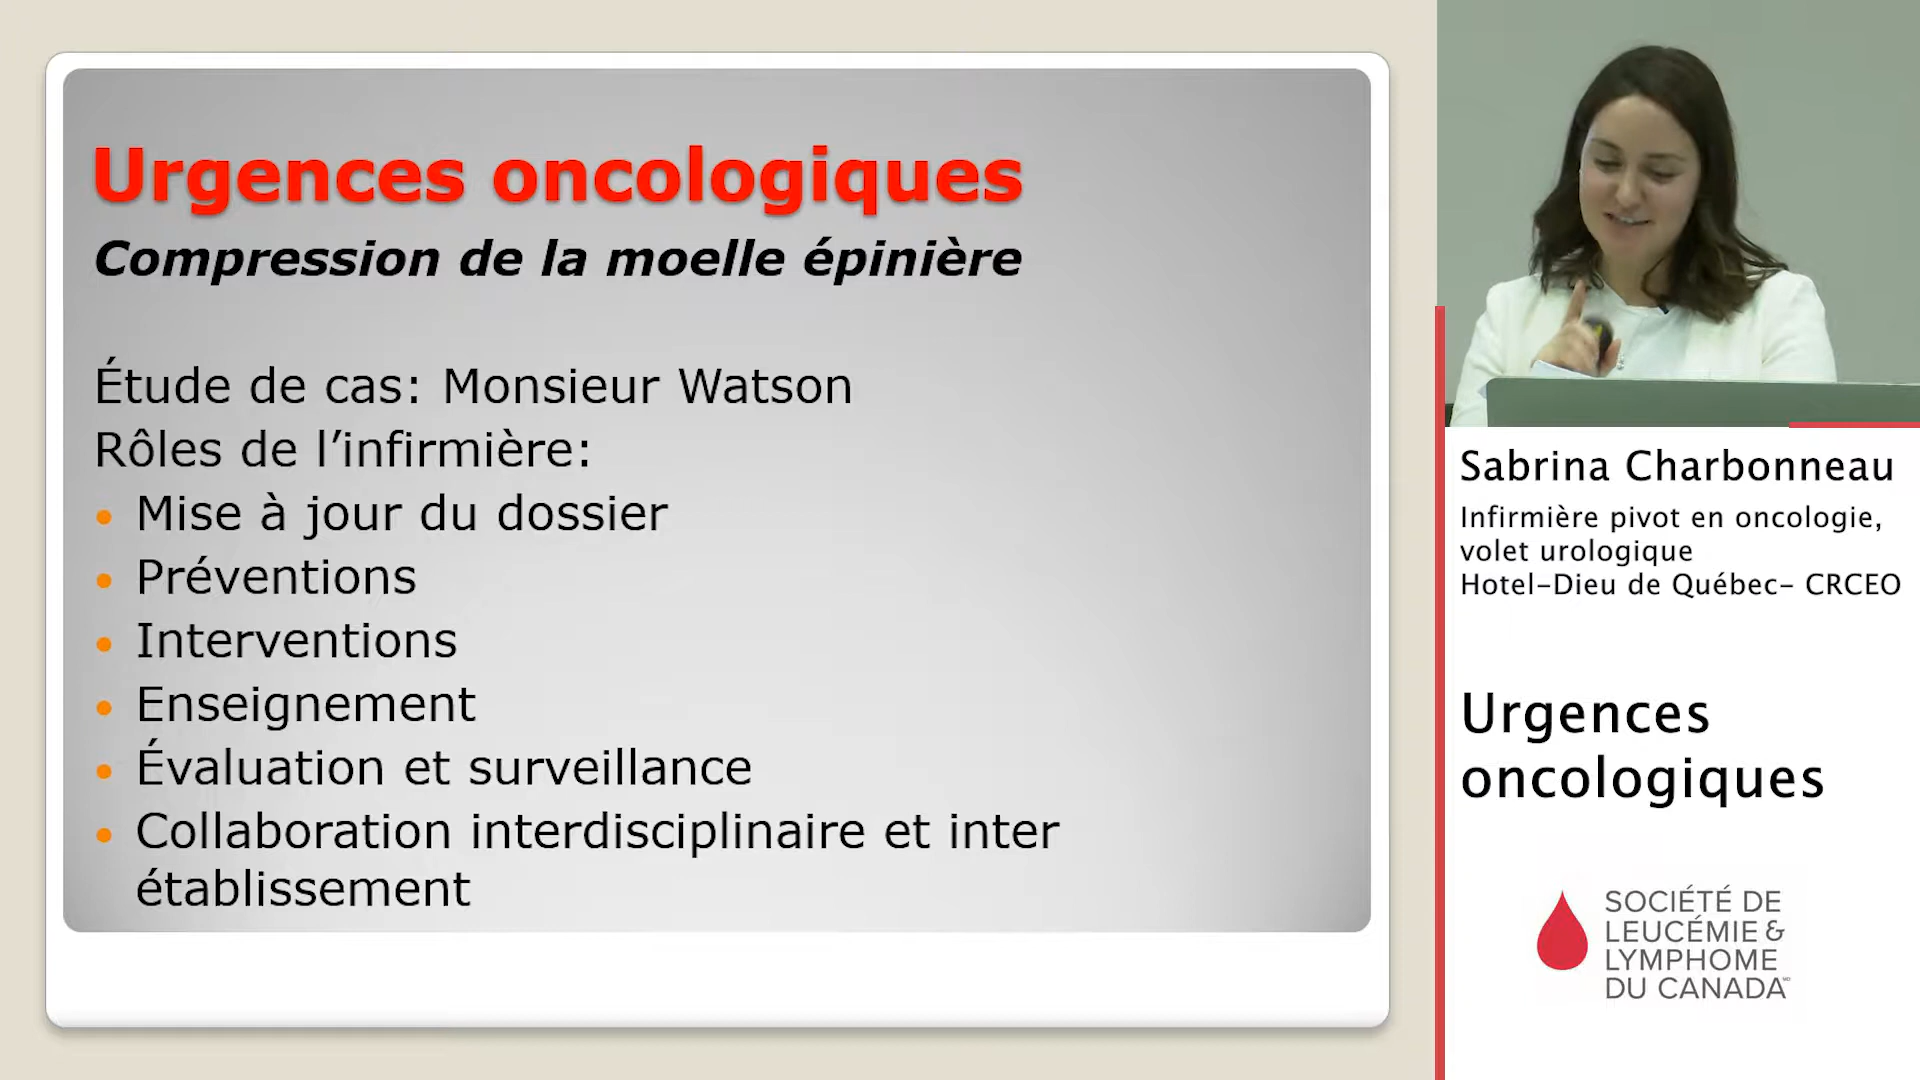 Urgences oncologiques
Compression de la moelle épinière
Étude de cas: Monsieur Watson
Rôles de l’infirmière:
• Mise à jour du dossier
• Préventions
• Interventions
• Enseignement
• Évaluation et surveillance
• Collaboration interdisciplinaire et inter
établissement
Sabrina Charbonneau
Infirmière pivot en oncologie,
volet urologique
Hotel-Dieu de Québec- CRCEO
Urgences
oncologiques
SOCIÉTÉ DE
LEUCÉMIE &
LYMPHOME
DU CANADA